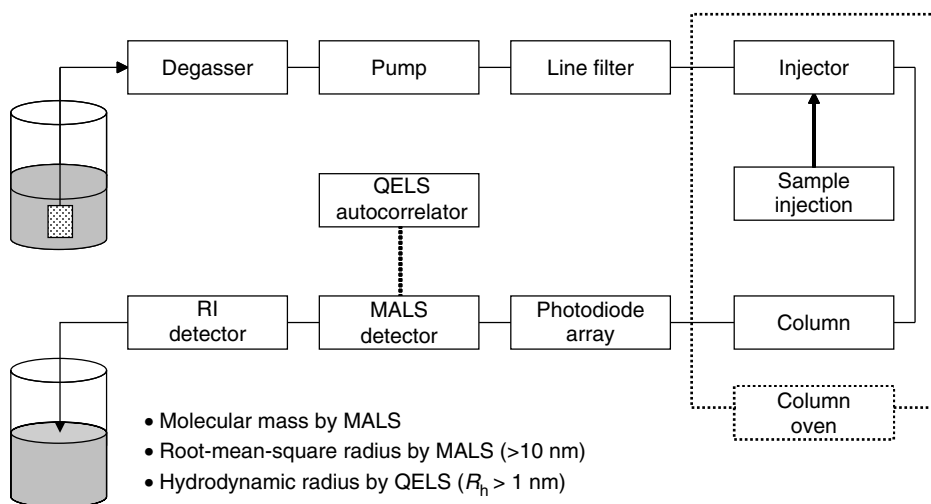 Degasser
Pump
Line filter
Injector
QELS
autocorrelator
Sample
injection
RI
detector
MALS
detector
Photodiode
array
Column
Column
oven
• Molecular mass by MALS
• Root-mean-square radius by MALS (>10 nm)
• Hydrodynamic radius by QELS (Rh > 1 nm)